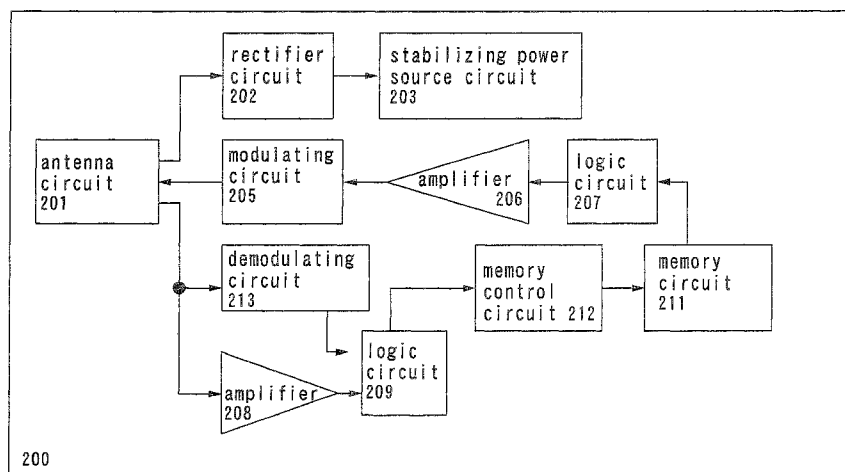 rectifier
circuit
202
stabilizing power
source circuit
203
antenna
circuit
201
modulating
circuit
205
amplifier
206
logic
circuit
207
demodulating
circuit
213
memory
control
circuit 212
memory
circuit
211
amplifier
208
logic
circuit
209
200